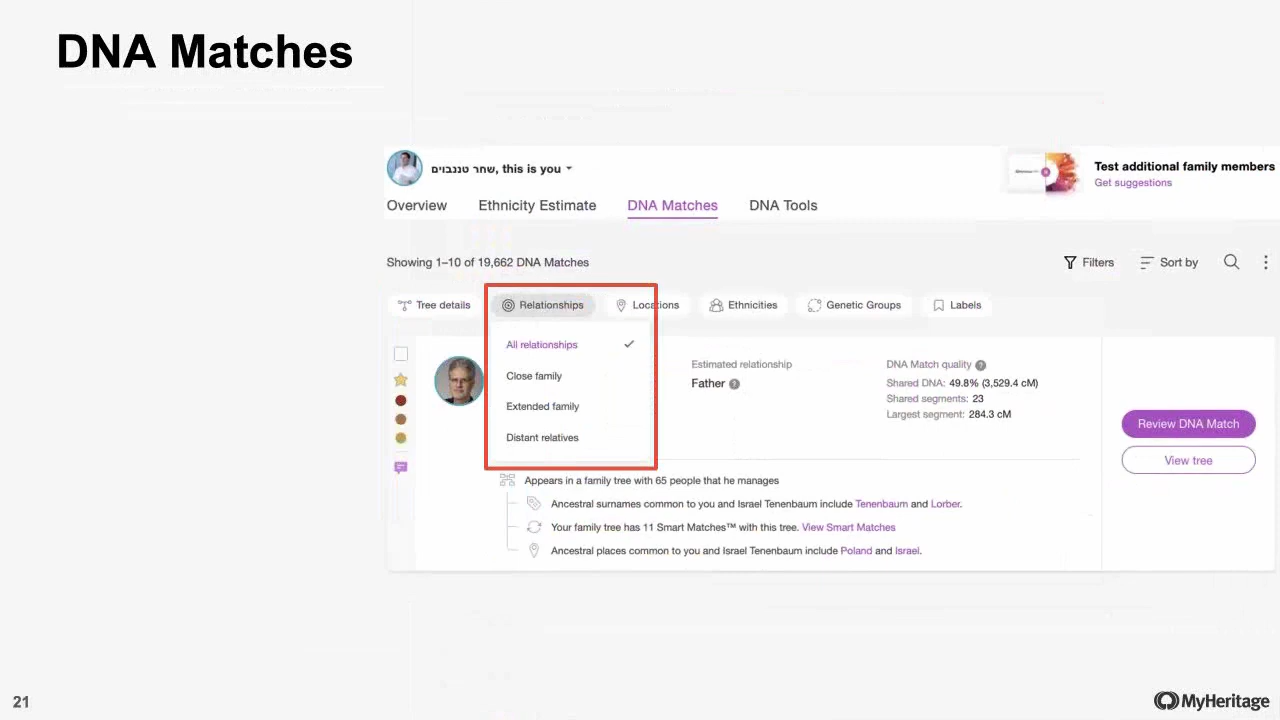 DNA Matches
שחר טננבוים, this is you
Test additional family members
Get suggestions
Overview
Ethnicity Estimate
DNA Matches
DNA Tools
Showing 1–10 of 19,662 DNA Matches
Filters
Sort by
Tree details
Relationships
Locations
Ethnicities
Genetic Groups
Labels
All relationships
Close family
Extended family
Distant relatives
Estimated relationship
Father
DNA Match quality
Shared DNA: 49.8% (3,529.4 cM)
Shared segments: 23
Largest segment: 284.3 cM
Review DNA Match
View tree
Appears in a family tree with 65 people that he manages
Ancestral surnames common to you and Israel Tenenbaum include Tenenbaum and Lorber.
Your family tree has 11 Smart Matches™ with this tree. View Smart Matches
Ancestral places common to you and Israel Tenenbaum include Poland and Israel.
21
MyHeritage